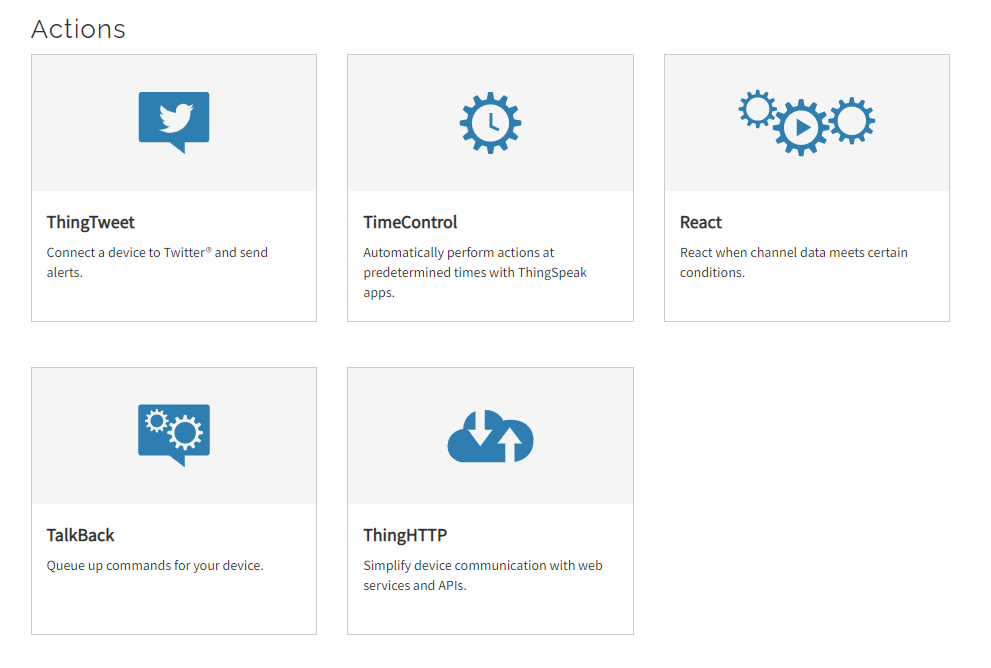 Actions
ThingTweet
Connect a device to Twitter® and send
alerts.
TimeControl
Automatically perform actions at
predetermined times with ThingSpeak
apps.
React
React when channel data meets certain
conditions.
TalkBack
Queue up commands for your device.
ThingHTTP
Simplify device communication with web
services and APIs.